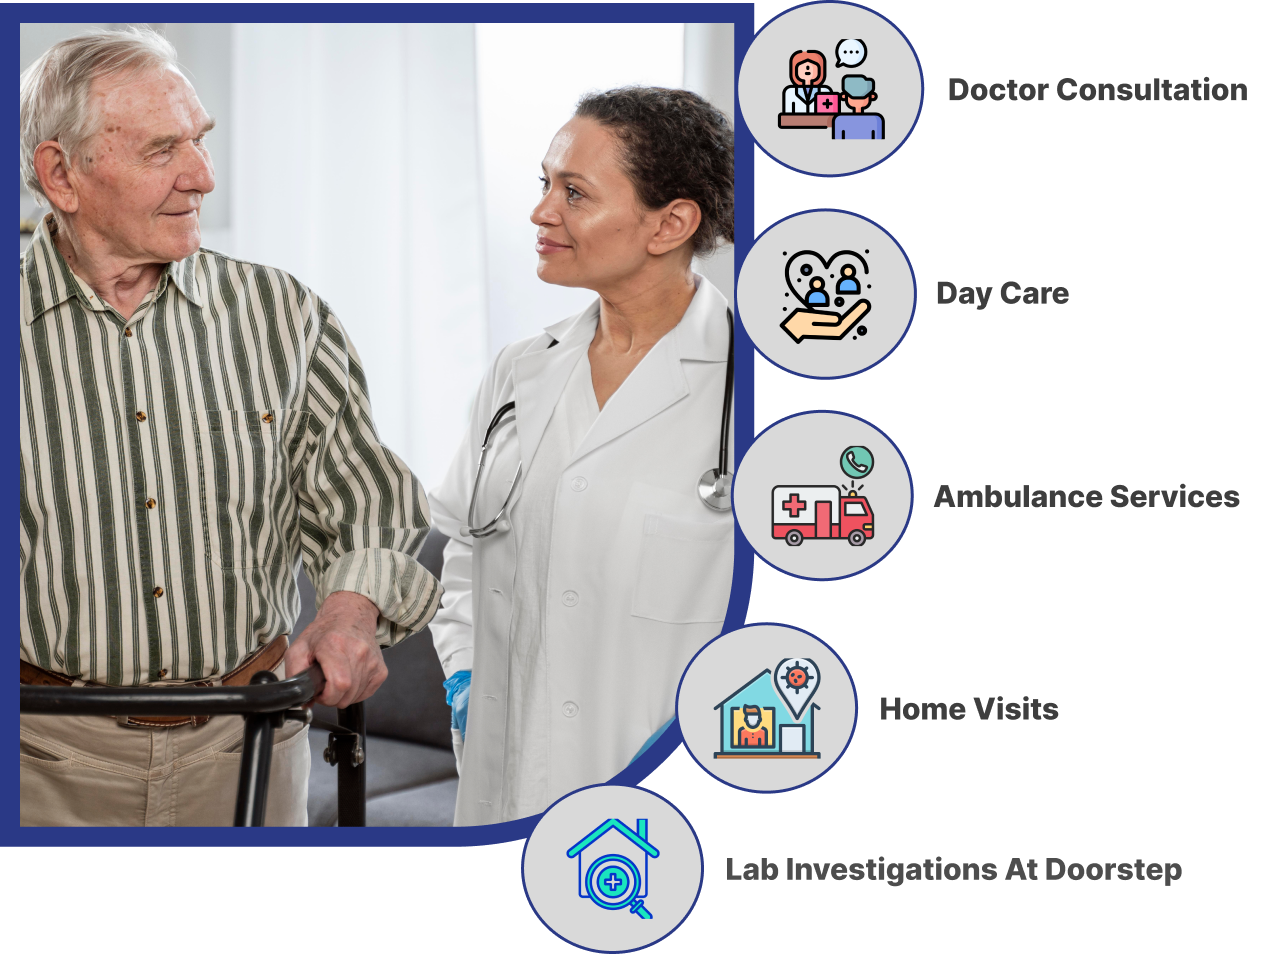 Doctor Consultation
Day Care
Ambulance Services
Home Visits
Lab Investigations At Doorstep